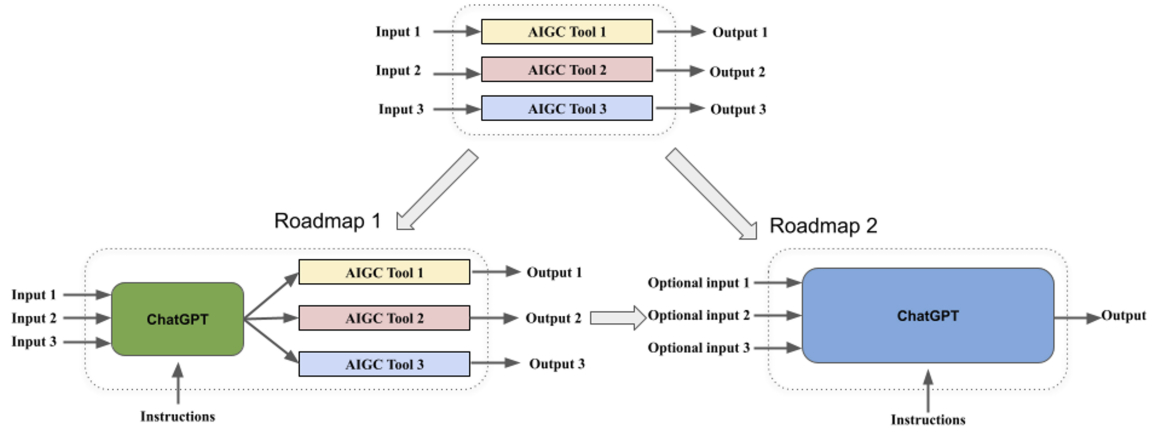 Input 1
AIGC Tool 1
Output 1
Input 2
AIGC Tool 2
Output 2
Input 3
AIGC Tool 3
Output 3
Roadmap 1
Input 1
Input 2
Input 3
ChatGPT
Instructions
AIGC Tool 1
Output 1
AIGC Tool 2
Output 2
AIGC Tool 3
Output 3
Roadmap 2
Optional input 1
Optional input 2
Optional input 3
ChatGPT
Output
Instructions